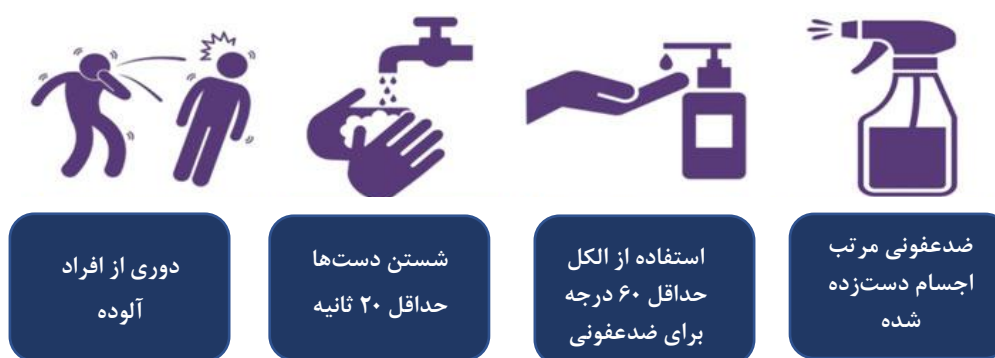 ضدعفونی مرتب
اجسام دست‌زده
شده
استفاده از الکل
حداقل ۶۰ درجه
برای ضدعفونی
شستن دست‌ها
حداقل ۲۰ ثانیه
دوری از افراد
آلوده